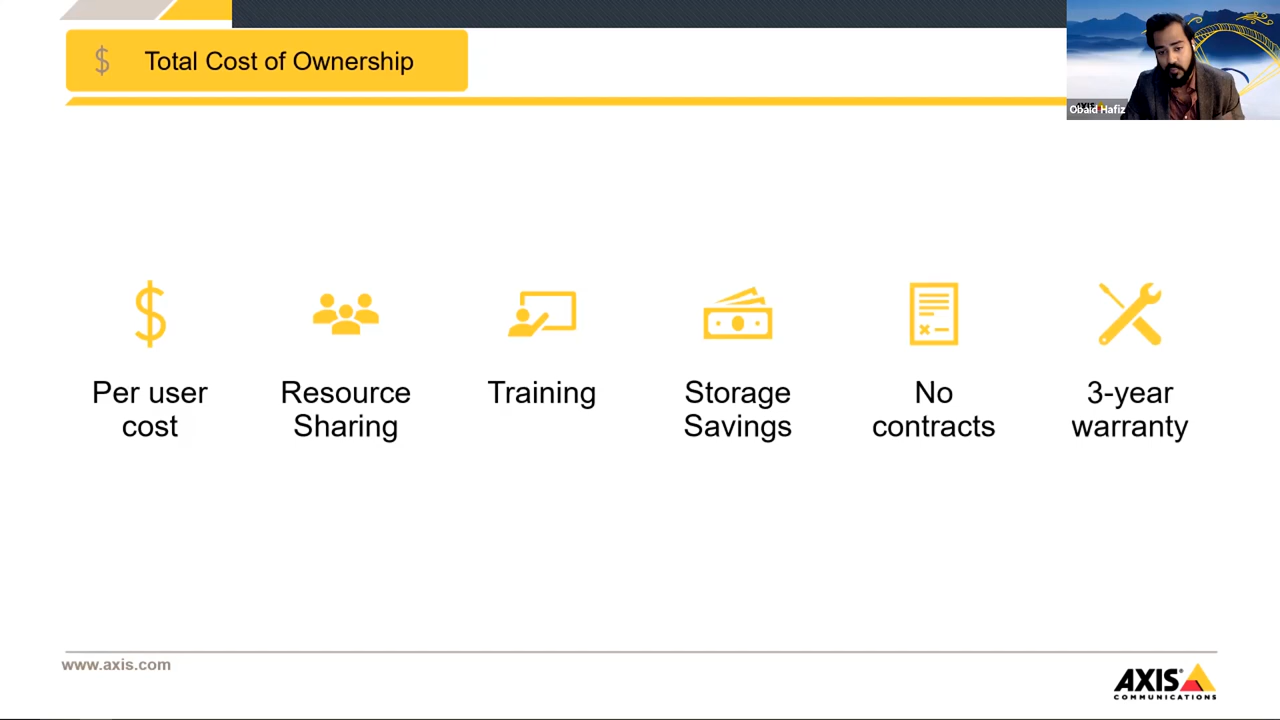 $ Total Cost of Ownership
Obaid Hafiz
$
Per user
cost
Resource
Sharing
Training
Storage
Savings
No
contracts
3-year
warranty
www.axis.com
AXIS
COMMUNICATIONS